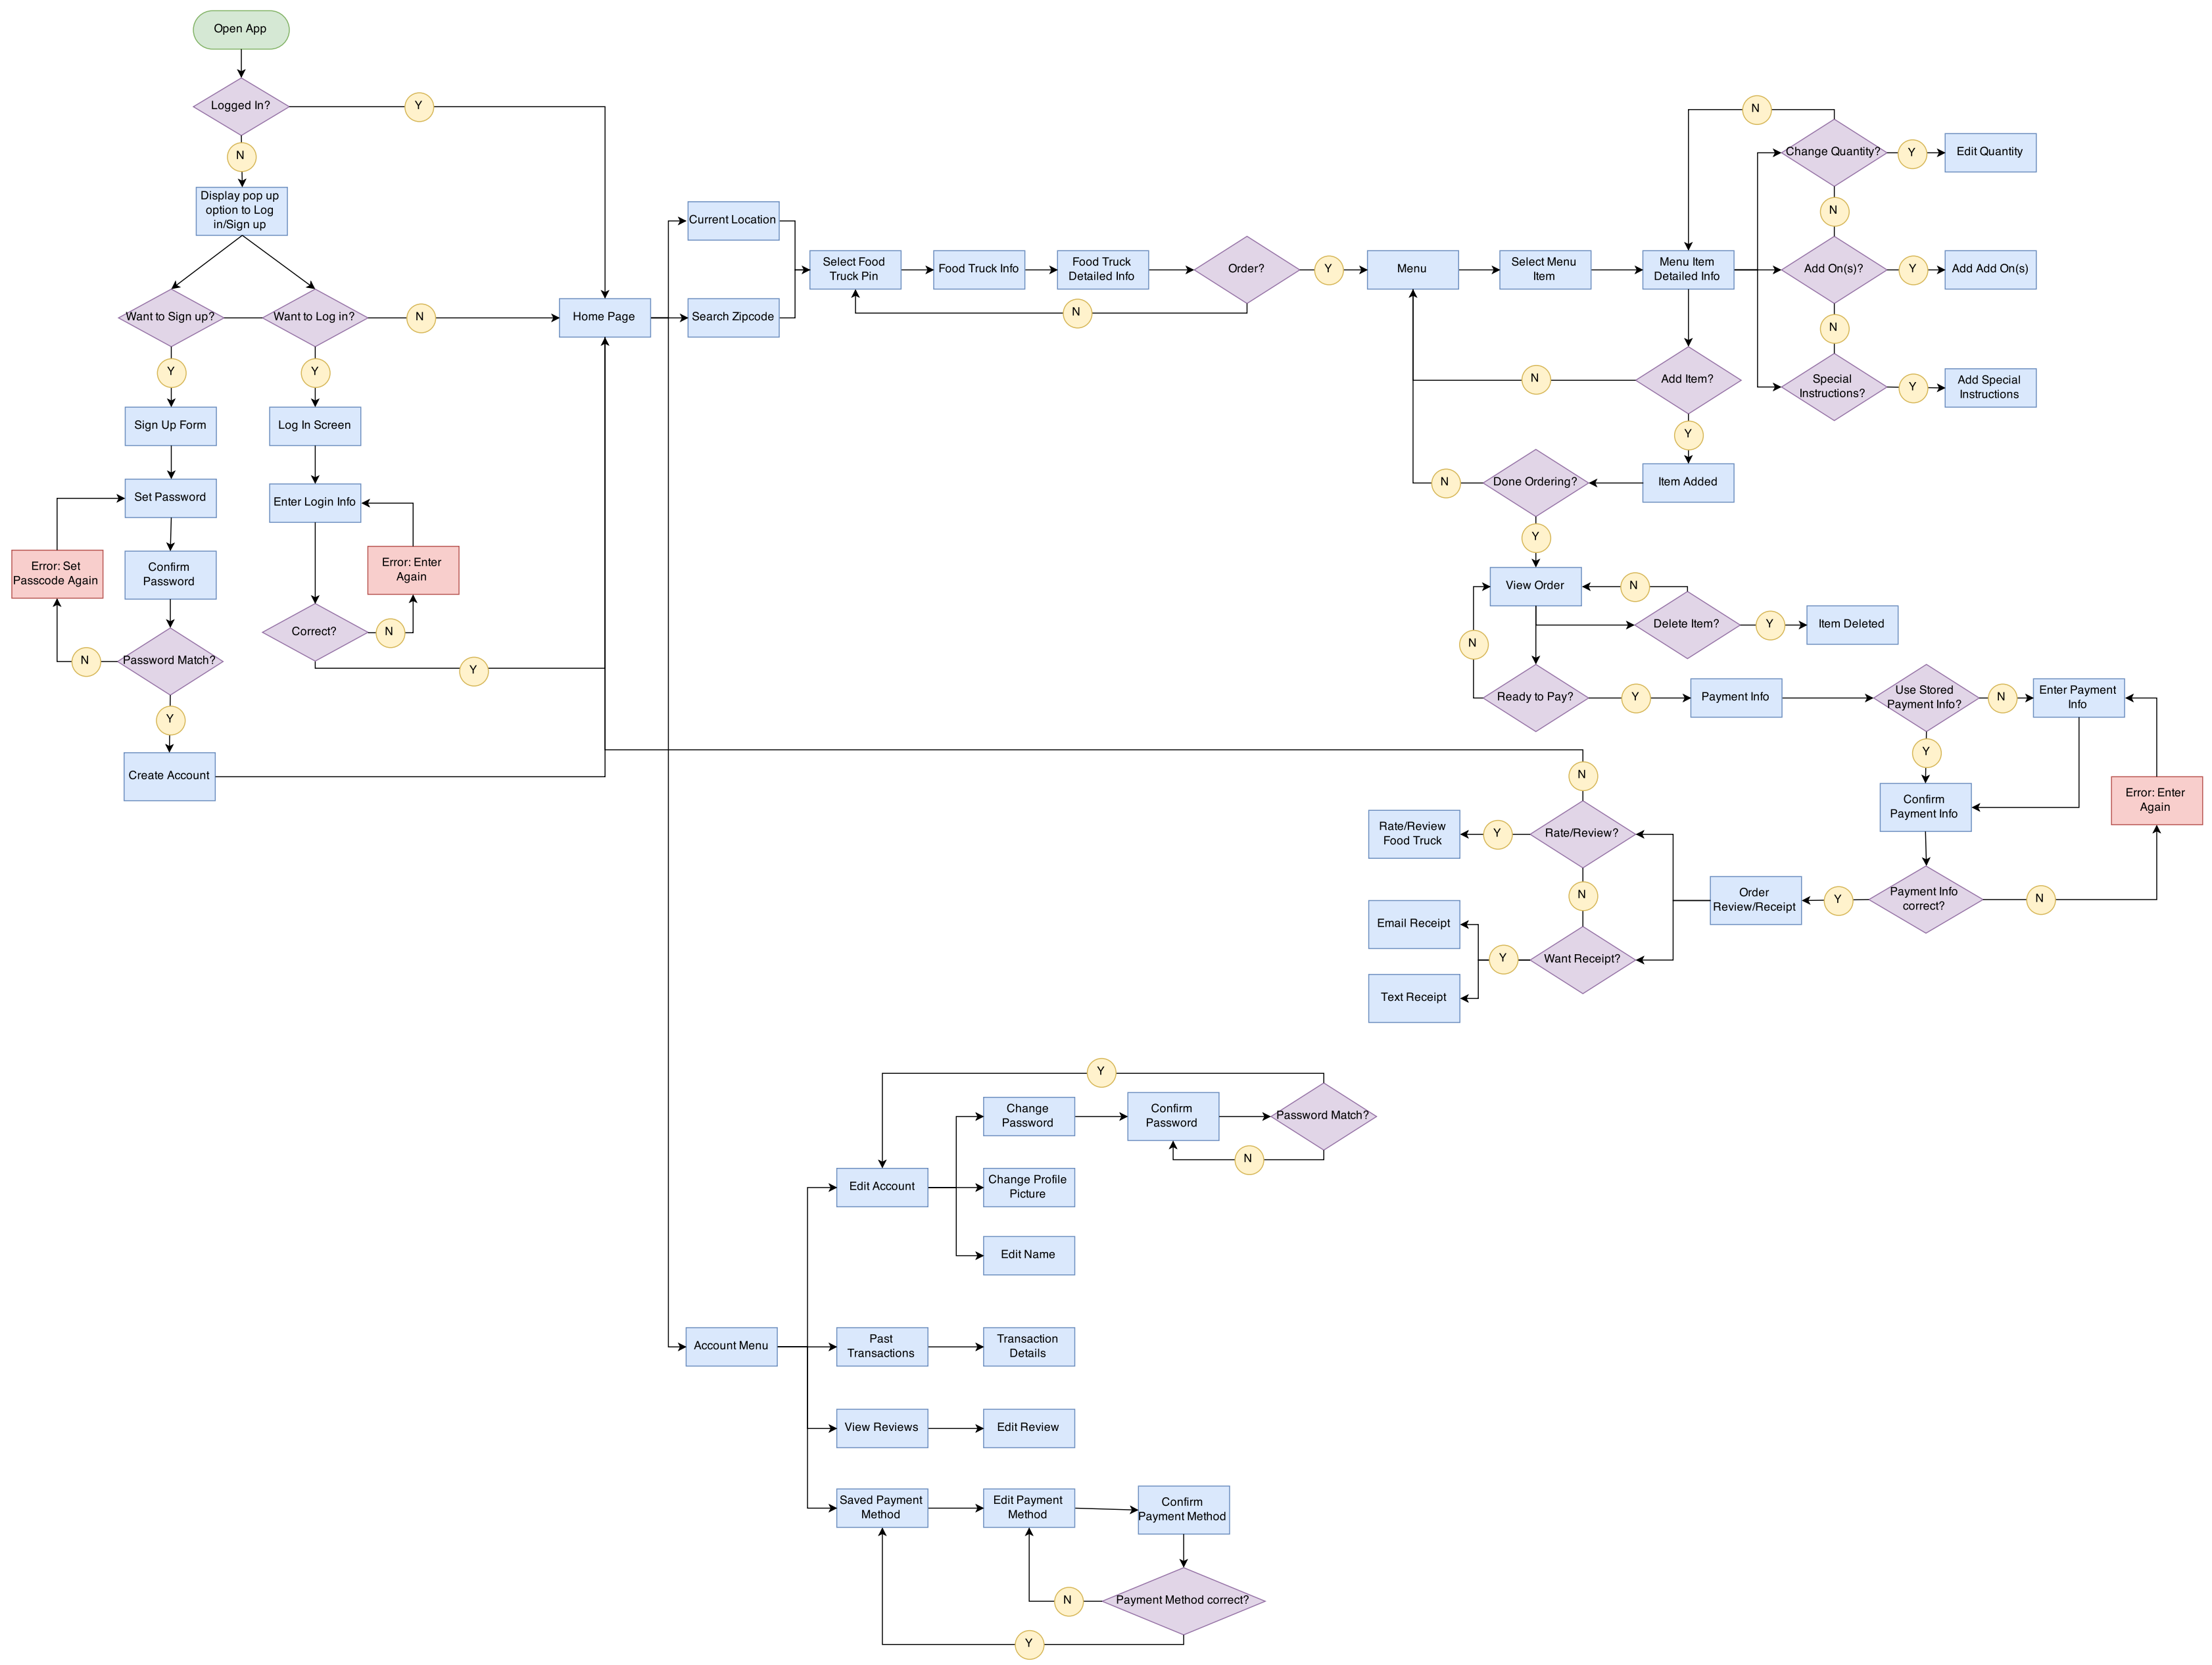 Open App
Logged In?
Y
N
Display pop up
option to Log
in/Sign up
Want to Sign up?
Want to Log in?
N
Home Page
Y
Y
Sign Up Form
Log In Screen
Set Password
Enter Login Info
Error: Set
Passcode Again
Confirm
Password
Error: Enter
Again
Correct?
N
Password Match?
N
Y
Y
Create Account
Current Location
Search Zipcode
Select Food
Truck Pin
Food Truck Info
Food Truck
Detailed Info
Order?
Y
N
Menu
Select Menu
Item
Menu Item
Detailed Info
N
Change Quantity?
Y
Edit Quantity
N
Add On(s)?
Y
Add Add On(s)
N
Special
Instructions?
Y
Add Special
Instructions
Add Item?
N
Y
Item Added
Done Ordering?
N
Y
View Order
N
Delete Item?
Y
Item Deleted
N
Ready to Pay?
Y
Payment Info
Use Stored
Payment Info?
N
Enter Payment
Info
Y
Confirm
Payment Info
Error: Enter
Again
Payment Info
correct?
N
Y
Order
Review/Receipt
N
Rate/Review?
Y
Rate/Review
Food Truck
N
Want Receipt?
Y
Email Receipt
Text Receipt
Y
Change
Password
Confirm
Password
Password Match?
N
Edit Account
Change Profile
Picture
Edit Name
Account Menu
Past
Transactions
Transaction
Details
View Reviews
Edit Review
Saved Payment
Method
Edit Payment
Method
Confirm
Payment Method
Payment Method correct?
N
Y